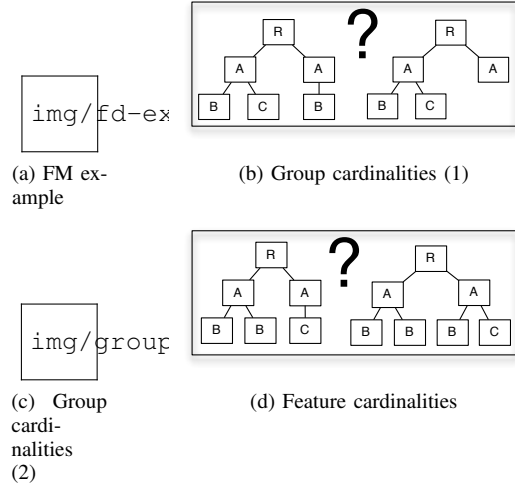 R ? R
A A A A
B C B B C
img/fd-ex
(a) FM ex-
ample
(b) Group cardinalities (1)
R ? R
A A A A
B B C B B B C
img/group
(c) Group
cardi-
nalities
(2)
(d) Feature cardinalities